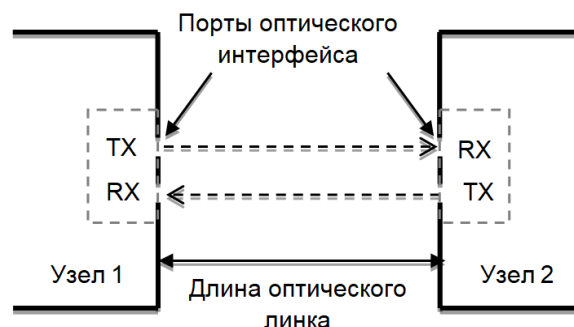 Порты оптического
интерфейса
TX
RX
RX
TX
Узел 1
Длина оптического
линка
Узел 2